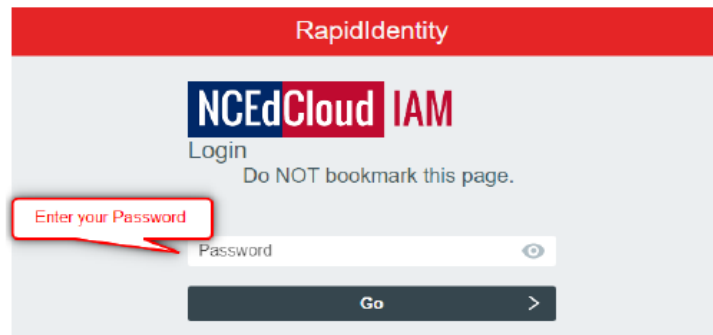 RapidIdentity
NCEdCloud IAM
Login
Do NOT bookmark this page.
Enter your Password
Password
Go